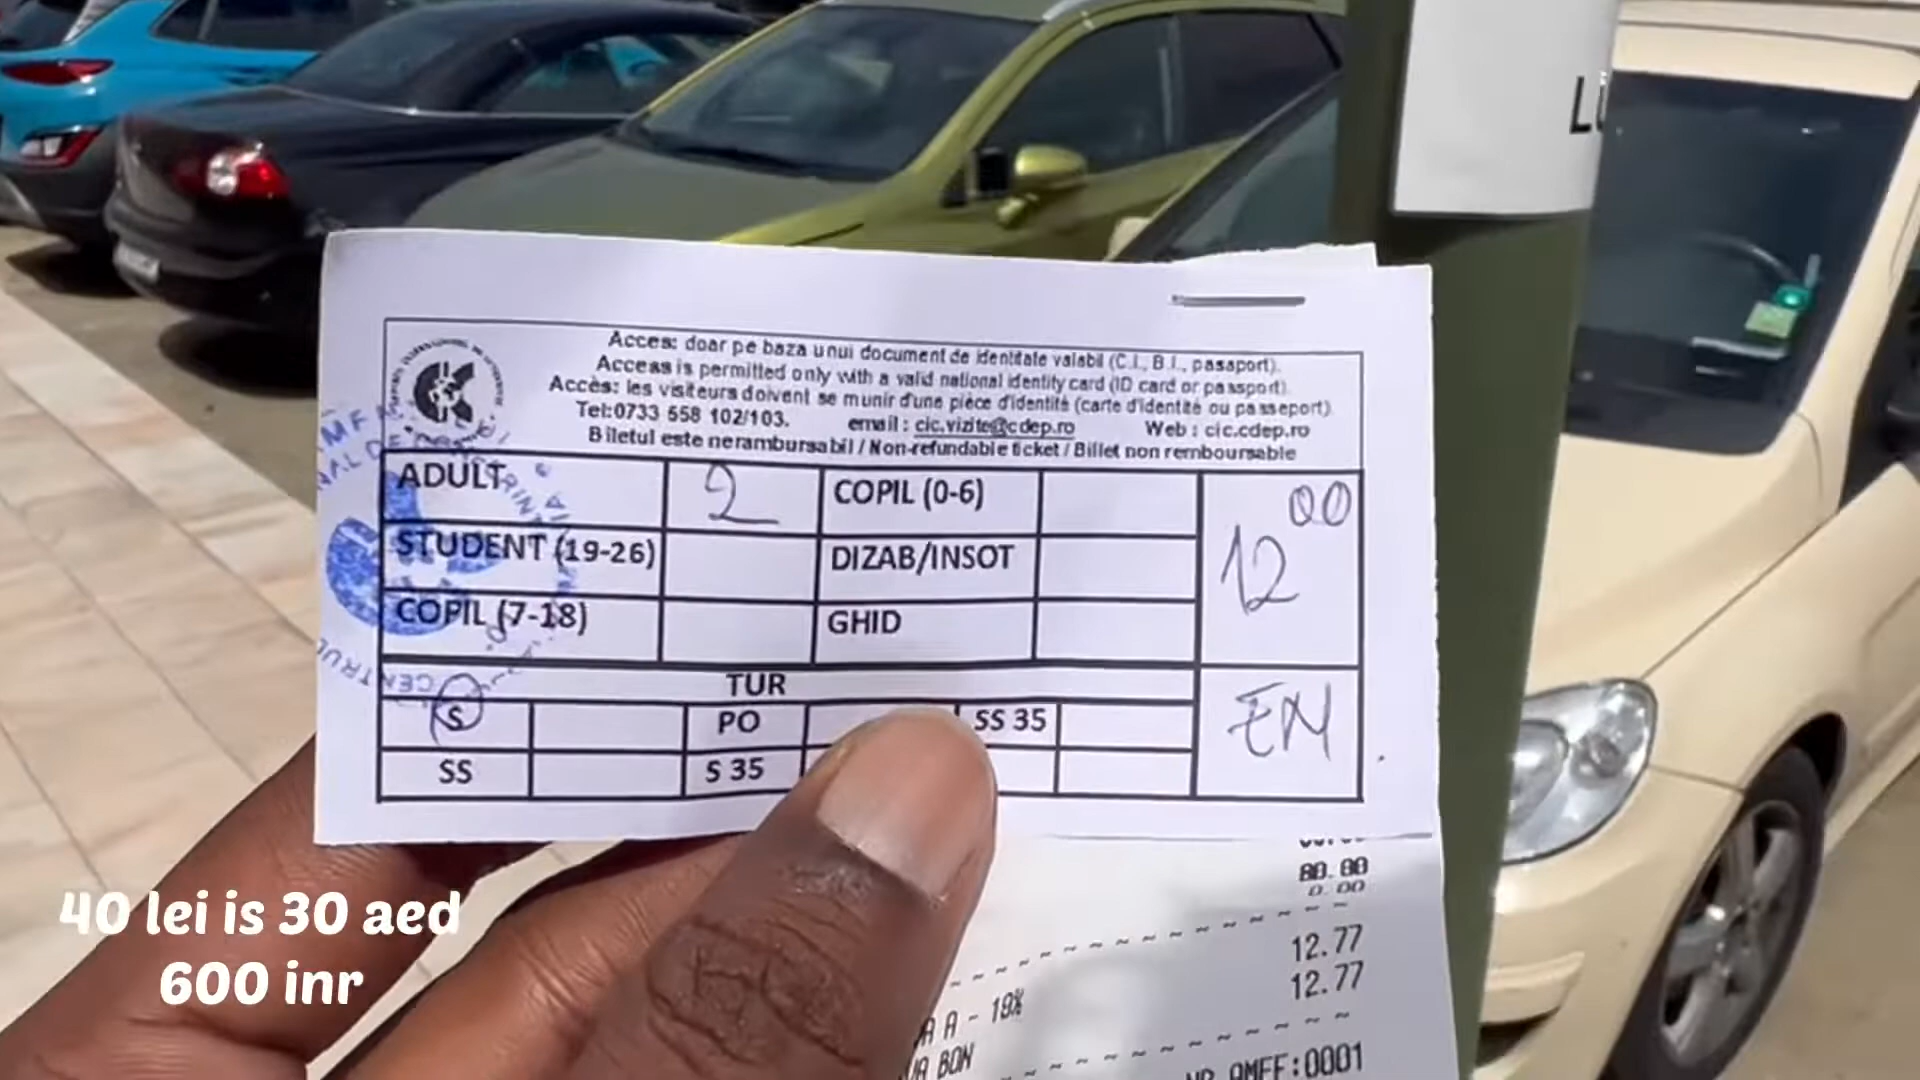 Li
Acces: doar pe baza unui document de identitate valabil (C.I., B.I., pasaport).
Access is permitted only with a valid national identity card (ID card or passport).
Accès: les visiteurs doivent se munir d'une pièce d'identité (carte d'identité ou passeport).
Tel:0733 558 102/103. email : cic.vizite@cdep.ro Web : cic.cdep.ro
Biletul este nerambursabil / Non-refundable ticket / Billet non remboursable
ADULT 2 COPIL (0-6)
12 00
STUDENT (19-26) DIZAB/INSOT
COPIL (7-18) GHID
TUR
S PO SS 35
EN
SS S 35
80.00
0.00
12.77
12.77
A - 19%
BON
AMEF:0001
40 lei is 30 aed
600 inr